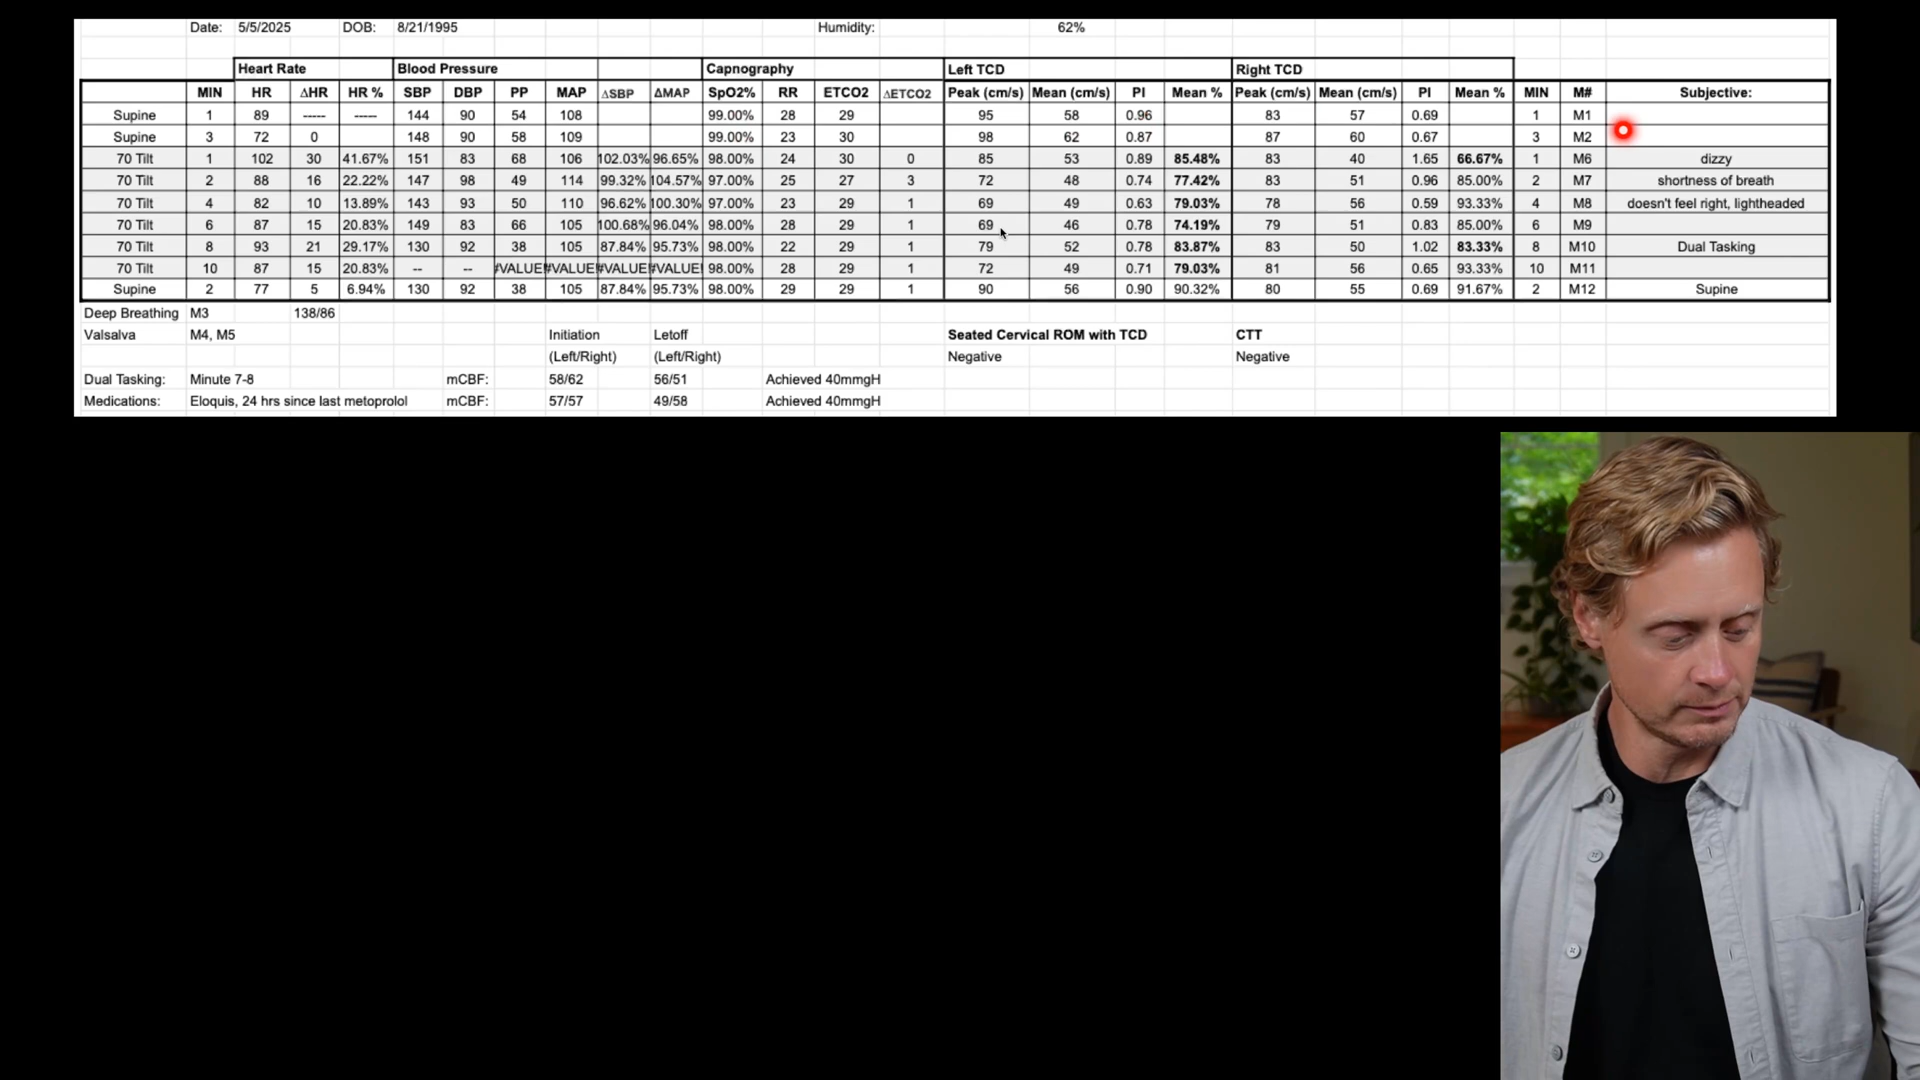 Date: 5/5/2025 DOB: 8/21/1995 Humidity: 62%
Heart Rate Blood Pressure Capnography Left TCD Right TCD
MIN HR ΔHR HR % SBP DBP PP MAP ΔSBP ΔMAP SpO2% RR ETCO2 ΔETCO2 Peak (cm/s) Mean (cm/s) PI Mean % Peak (cm/s) Mean (cm/s) PI Mean % MIN M# Subjective:
Supine 1 89 ----- ----- 144 90 54 108 99.00% 28 29 95 58 0.96 83 57 0.69 1 M1
Supine 3 72 0 148 90 58 109 99.00% 23 30 98 62 0.87 87 60 0.67 3 M2
70 Tilt 1 102 30 41.67% 151 83 68 106 102.03% 96.65% 98.00% 24 30 0 85 53 0.89 85.48% 83 40 1.65 66.67% 1 M6 dizzy
70 Tilt 2 88 16 22.22% 147 98 49 114 99.32% 104.57% 97.00% 25 27 3 72 48 0.74 77.42% 83 51 0.96 85.00% 2 M7 shortness of breath
70 Tilt 4 82 10 13.89% 143 93 50 110 96.62% 100.30% 97.00% 23 29 1 69 49 0.63 79.03% 78 56 0.59 93.33% 4 M8 doesn't feel right, lightheaded
70 Tilt 6 87 15 20.83% 149 83 66 105 100.68% 96.04% 98.00% 28 29 1 69 46 0.78 74.19% 79 51 0.83 85.00% 6 M9
70 Tilt 8 93 21 29.17% 130 92 38 105 87.84% 95.73% 98.00% 22 29 1 79 52 0.78 83.87% 83 50 1.02 83.33% 8 M10 Dual Tasking
70 Tilt 10 87 15 20.83% -- -- #VALUE! #VALUE! #VALUE! #VALUE! 98.00% 28 29 1 72 49 0.71 79.03% 81 56 0.65 93.33% 10 M11
Supine 2 77 5 6.94% 130 92 38 105 87.84% 95.73% 98.00% 29 29 1 90 56 0.90 90.32% 80 55 0.69 91.67% 2 M12 Supine
Deep Breathing M3 138/86
Valsalva M4, M5 Initiation Letoff Seated Cervical ROM with TCD CTT
(Left/Right) (Left/Right) Negative Negative
Dual Tasking: Minute 7-8 mCBF: 58/62 56/51 Achieved 40mmgH
Medications: Eloquis, 24 hrs since last metoprolol mCBF: 57/57 49/58 Achieved 40mmgH